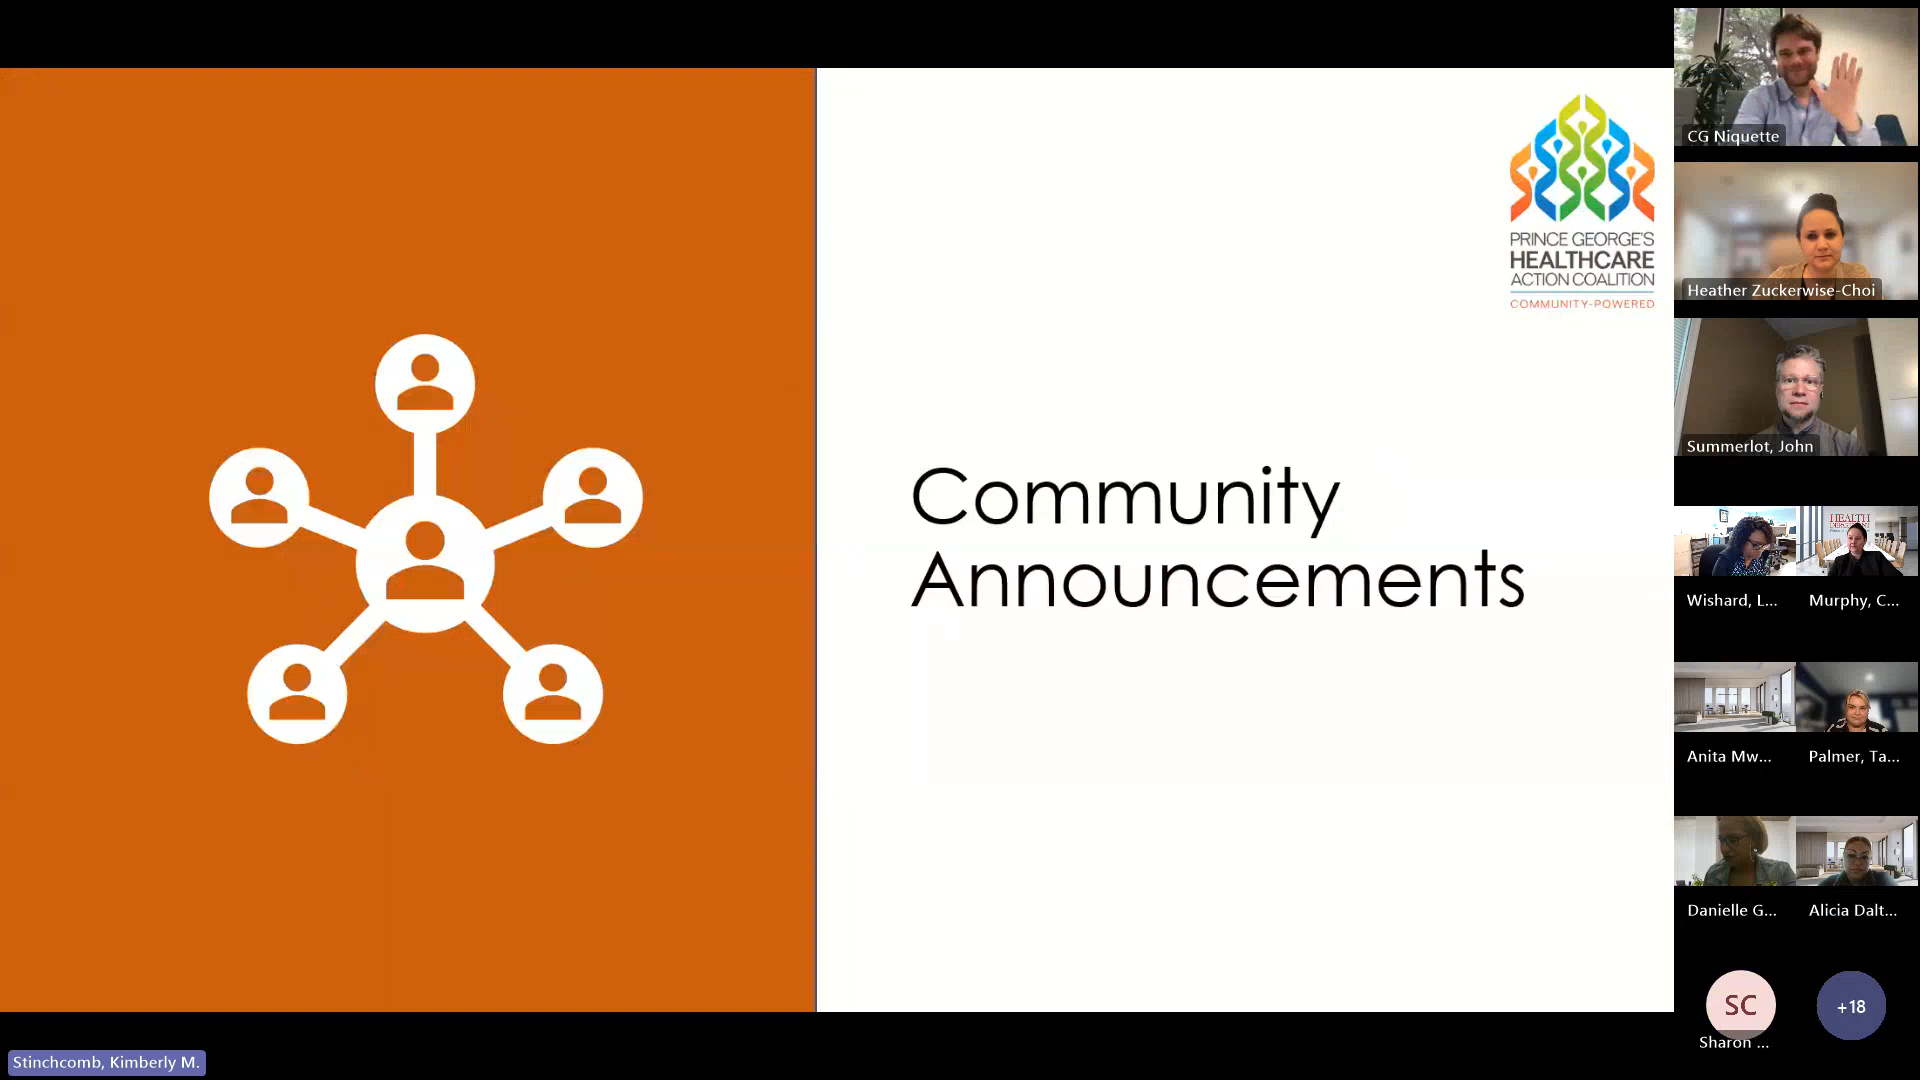 PRINCE GEORGE'S
HEALTHCARE
ACTION COALITION
COMMUNITY-POWERED
Community
Announcements
CG Niquette
Heather Zuckerwise-Choi
Summerlot, John
HEALTH
Wishard, L...
Murphy, C...
Anita Mw...
Palmer, Ta...
Danielle G...
Alicia Dalt...
SC
+18
Sharon ...
Stinchcomb, Kimberly M.